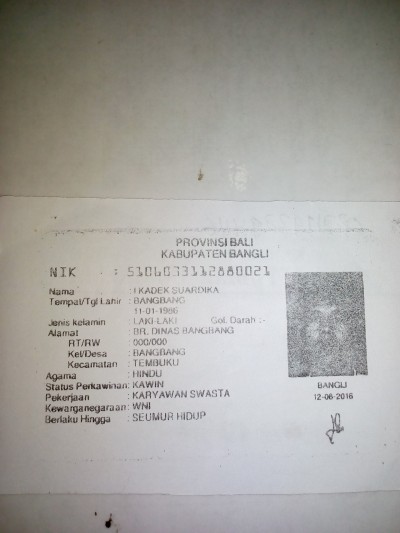 PROVINSI BALI
KABUPATEN BANGLI
NIK : 5106033112880021
Nama : I KADEK SUARDIKA
Tempat/Tgl Lahir : BANGBANG
11-01-1986
Jenis kelamin : LAKI-LAKI Gol. Darah :-
Alamat : BR. DINAS BANGBANG
RT/RW : 000/000
Kel/Desa : BANGBANG
Kecamatan : TEMBUKU
Agama : HINDU
Status Perkawinan: KAWIN
Pekerjaan : KARYAWAN SWASTA
Kewarganegaraan: WNI
Berlaku Hingga : SEUMUR HIDUP
BANGLI
12-06-2016